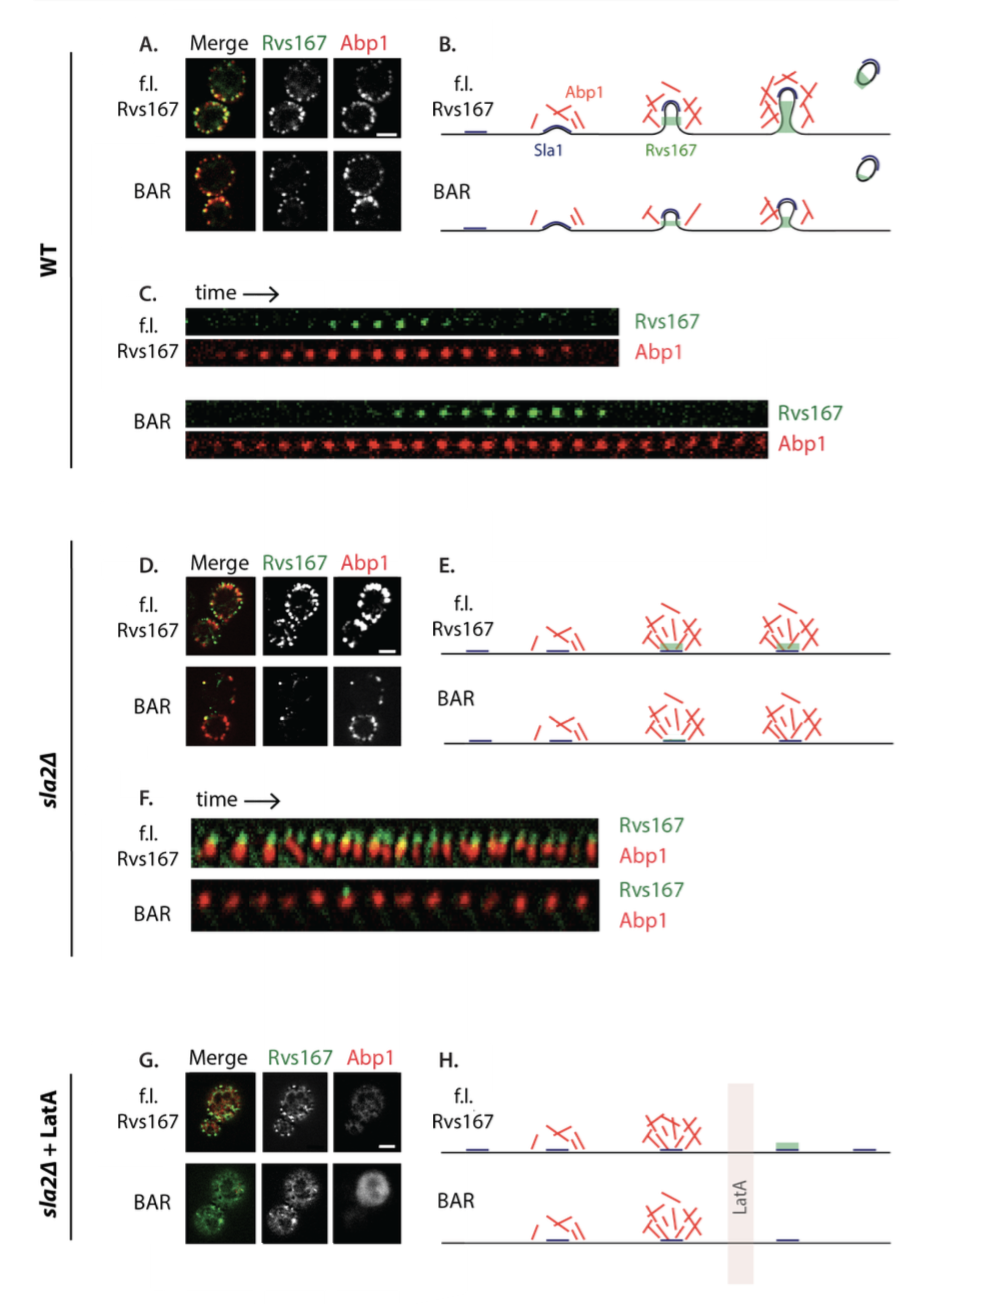 A. Merge Rvs167 Abp1
f.l.
Rvs167
BAR
B.
f.l.
Rvs167
Abp1
Sla1
Rvs167
BAR
WT
C. time
f.l.
Rvs167
Rvs167
Abp1
BAR
Rvs167
Abp1
D. Merge Rvs167 Abp1
f.l.
Rvs167
BAR
E.
f.l.
Rvs167
BAR
sla2Δ
F. time
f.l.
Rvs167
Rvs167
Abp1
BAR
Rvs167
Abp1
G. Merge Rvs167 Abp1
f.l.
Rvs167
BAR
H.
f.l.
Rvs167
BAR
LatA
sla2Δ + LatA